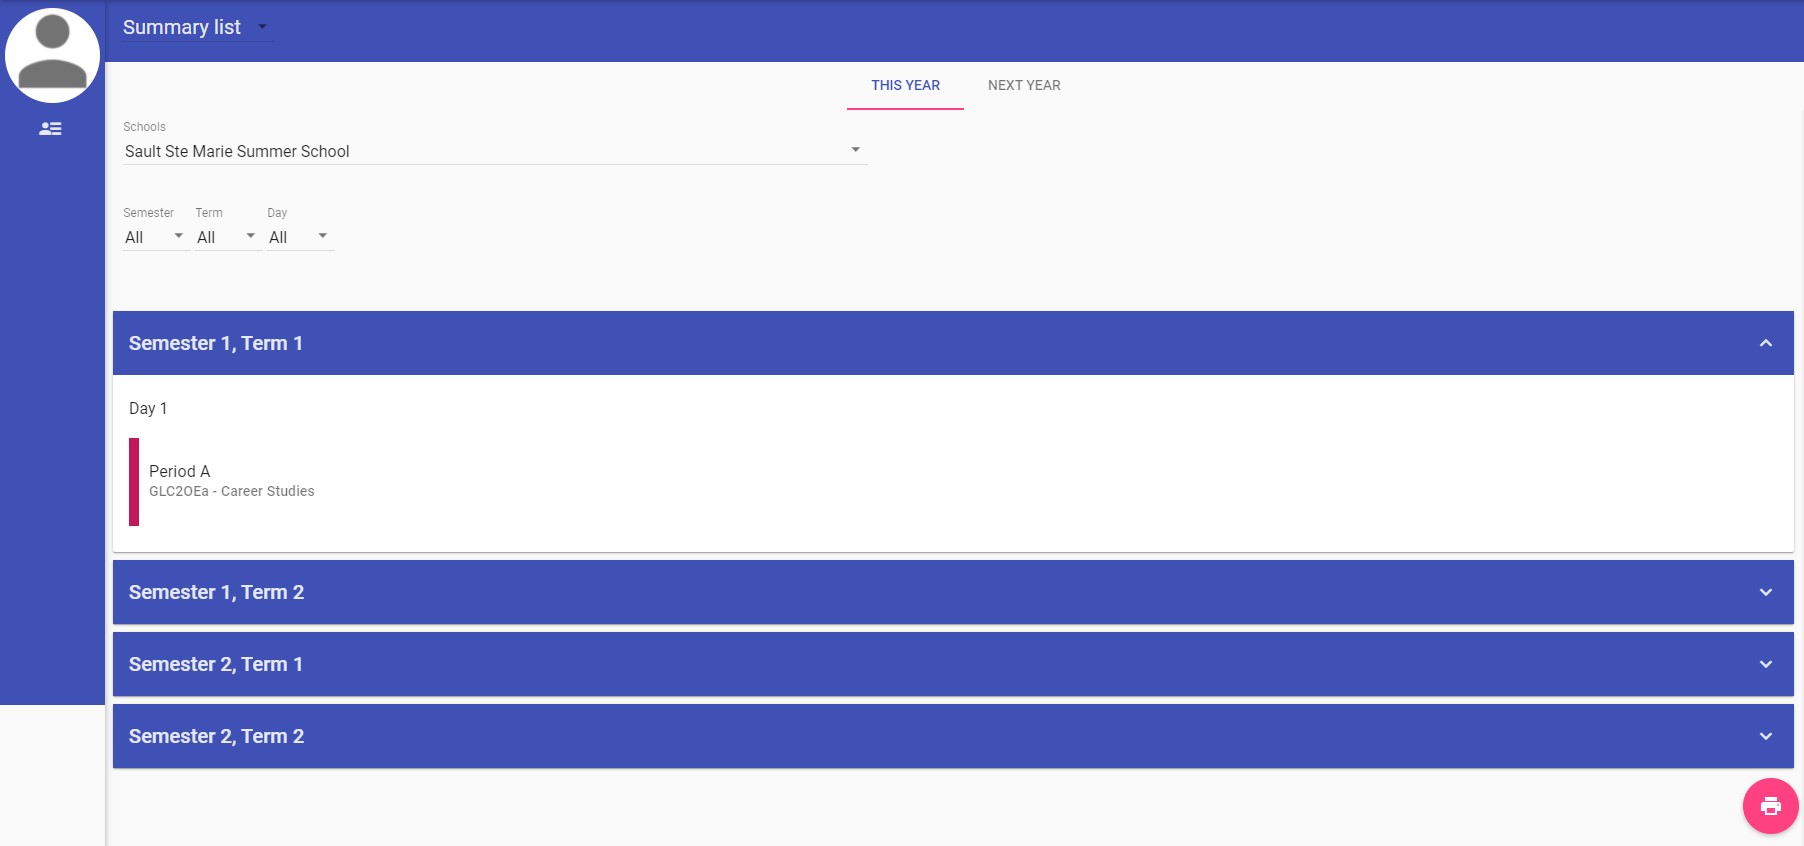 Summary list
THIS YEAR
NEXT YEAR
Schools
Sault Ste Marie Summer School
Semester
Term
Day
All
All
All
Semester 1, Term 1
Day 1
Period A
GLC2OEa - Career Studies
Semester 1, Term 2
Semester 2, Term 1
Semester 2, Term 2